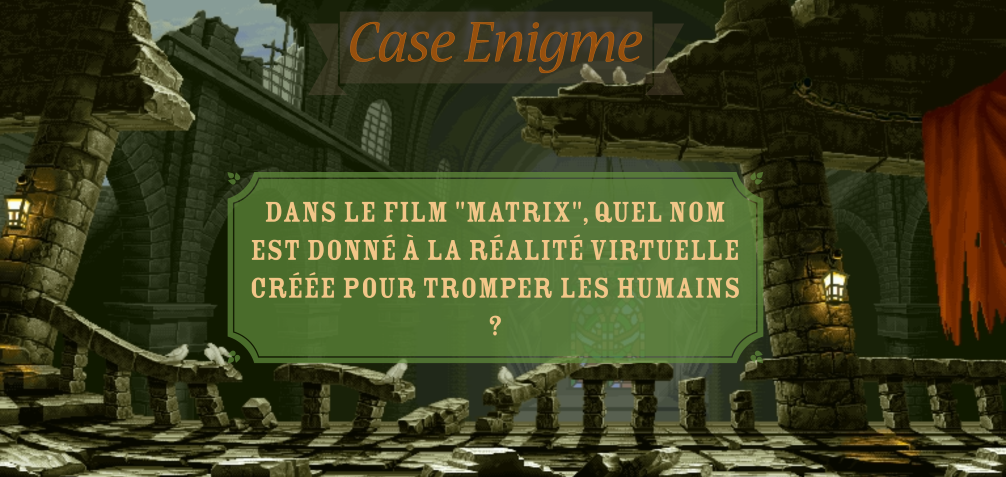 Case Enigme
DANS LE FILM "MATRIX", QUEL NOM
EST DONNÉ À LA RÉALITÉ VIRTUELLE
CRÉÉE POUR TROMPER LES HUMAINS
?